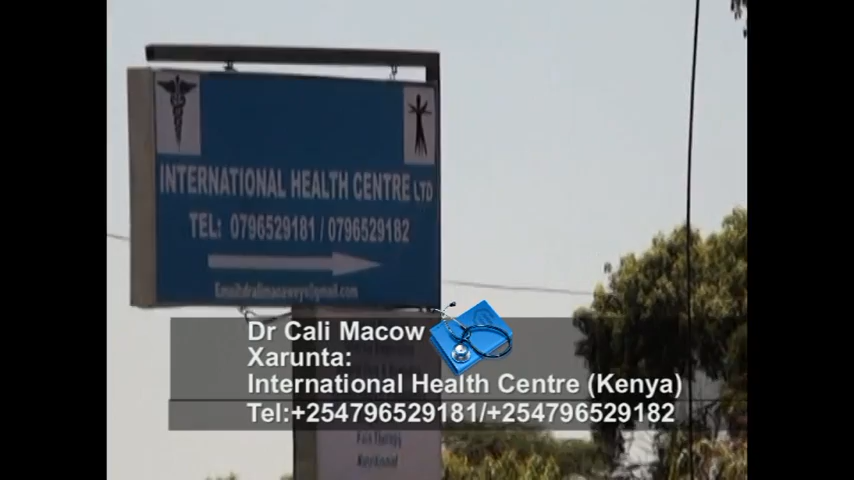 INTERNATIONAL HEALTH CENTRE LTD
TEL: 0796529181 / 0796529182
Dr Cali Macow
Xarunta:
International Health Centre (Kenya)
Tel:+254796529181/+254796529182